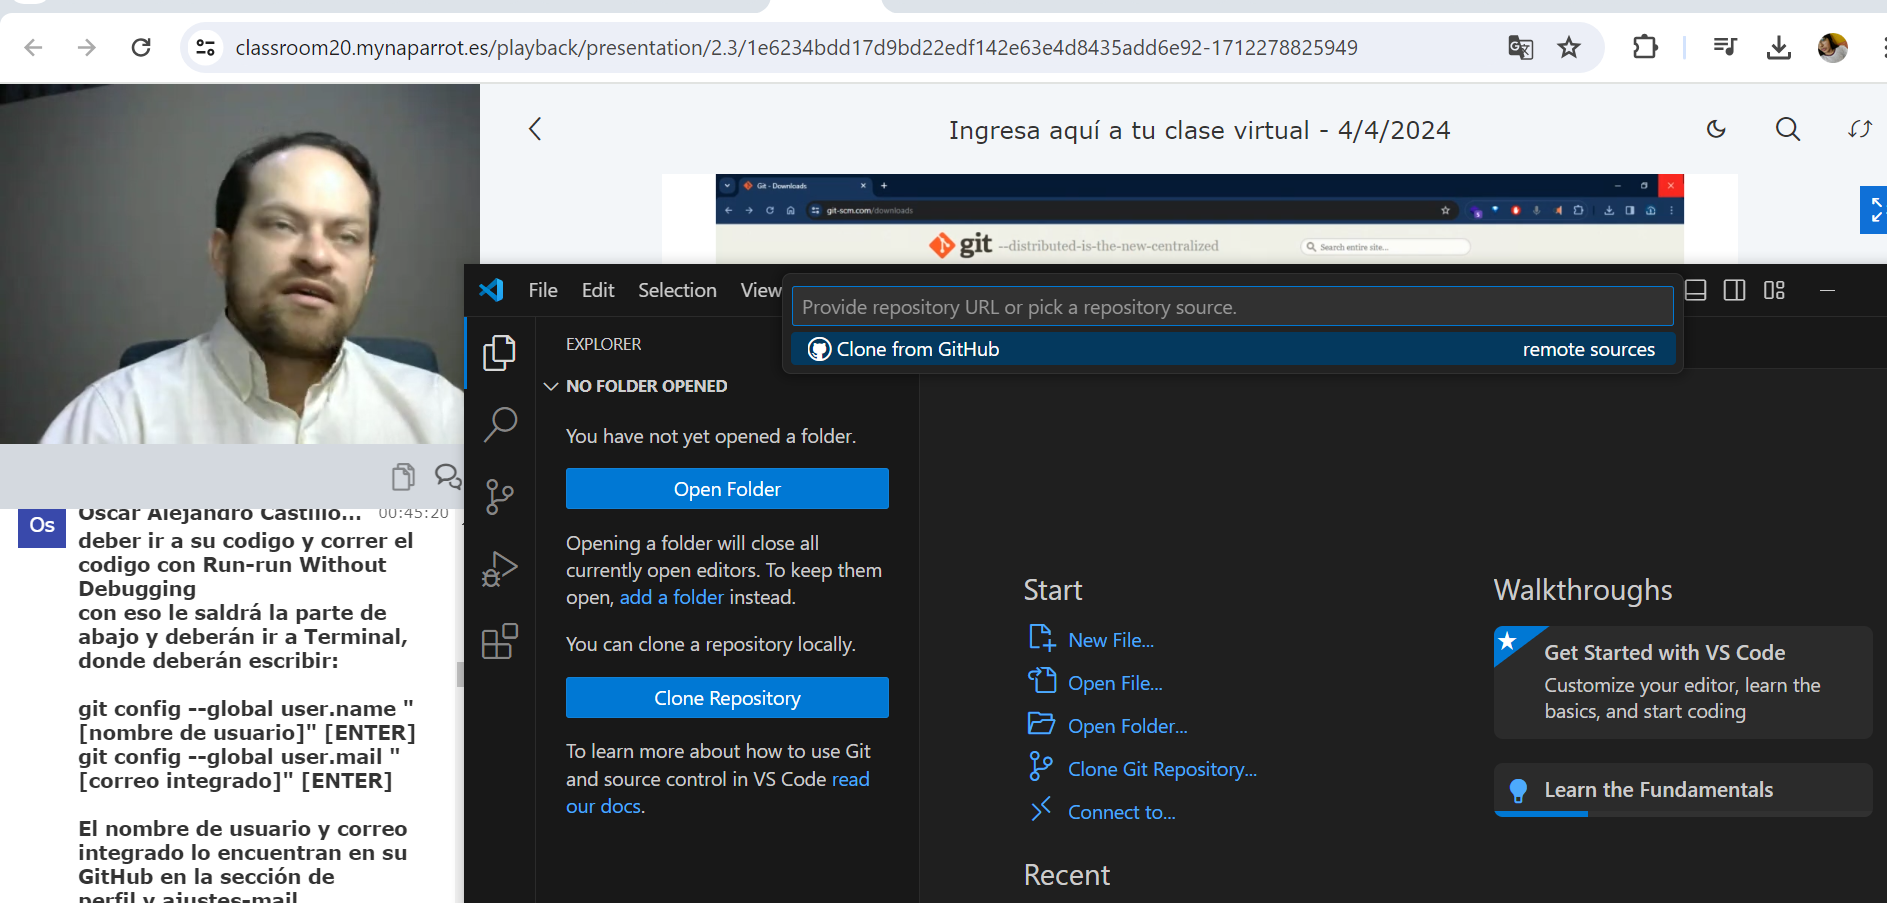 classroom20.mynaparrot.es/playback/presentation/2.3/1e6234bdd17d9bd22edf142e63e4d8435add6e92-1712278825949
Ingresa aquí a tu clase virtual - 4/4/2024
Git - Downloads
git-scm.com/downloads
git --distributed-is-the-new-centralized
Search entire site...
File Edit Selection View
Provide repository URL or pick a repository source.
Clone from GitHub remote sources
EXPLORER
NO FOLDER OPENED
You have not yet opened a folder.
Open Folder
Opening a folder will close all
currently open editors. To keep them
open, add a folder instead.
You can clone a repository locally.
Clone Repository
To learn more about how to use Git
and source control in VS Code read
our docs.
Start
New File...
Open File...
Open Folder...
Clone Git Repository...
Connect to...
Recent
Walkthroughs
Get Started with VS Code
Customize your editor, learn the
basics, and start coding
Learn the Fundamentals
Os
Oscar Alejandro Castillo... 00:45:20
deber ir a su codigo y correr el
codigo con Run-run Without
Debugging
con eso le saldrá la parte de
abajo y deberán ir a Terminal,
donde deberán escribir:
git config --global user.name "
[nombre de usuario]" [ENTER]
git config --global user.mail "
[correo integrado]" [ENTER]
El nombre de usuario y correo
integrado lo encuentran en su
GitHub en la sección de
perfil y ajustes-mail